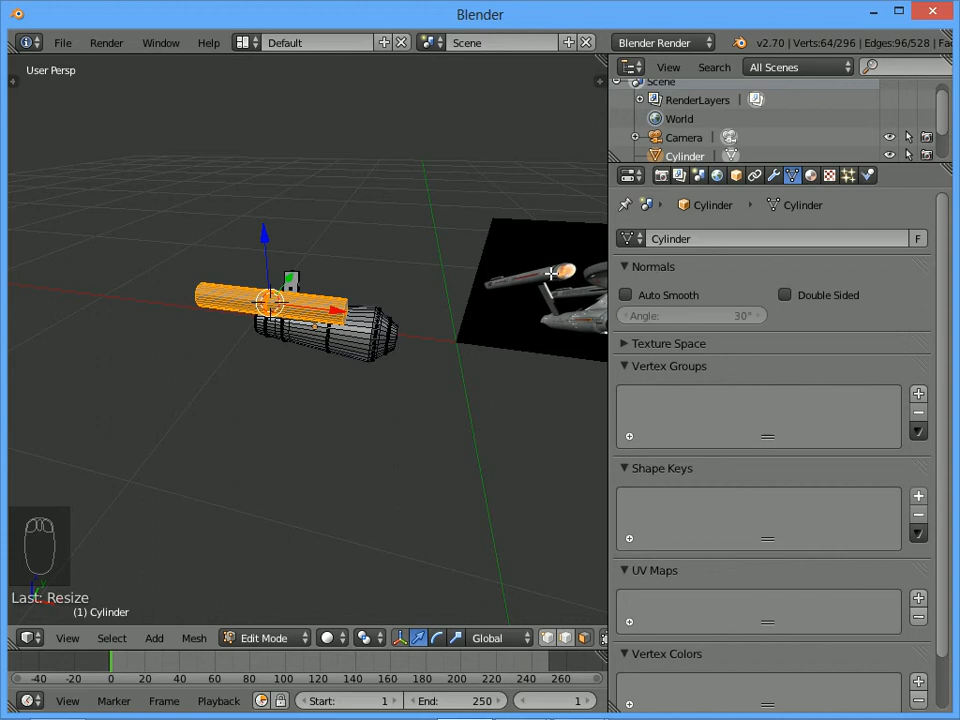 Blender
File Render Window Help Default Scene Blender Render v2.70 | Verts:64/296 | Edges:96/528 | Fa
User Persp
View Search All Scenes
Scene
RenderLayers
World
Camera
Cylinder
Cylinder Cylinder
Cylinder F
Normals
Auto Smooth Double Sided
Angle: 30°
Texture Space
Vertex Groups
Shape Keys
UV Maps
Vertex Colors
Last: Resize
(1) Cylinder
View Select Add Mesh Edit Mode Global
-40 -20 0 20 40 60 80 100 120 140 160 180 200 220 240 260
View Marker Frame Playback Start: 1 End: 250 1